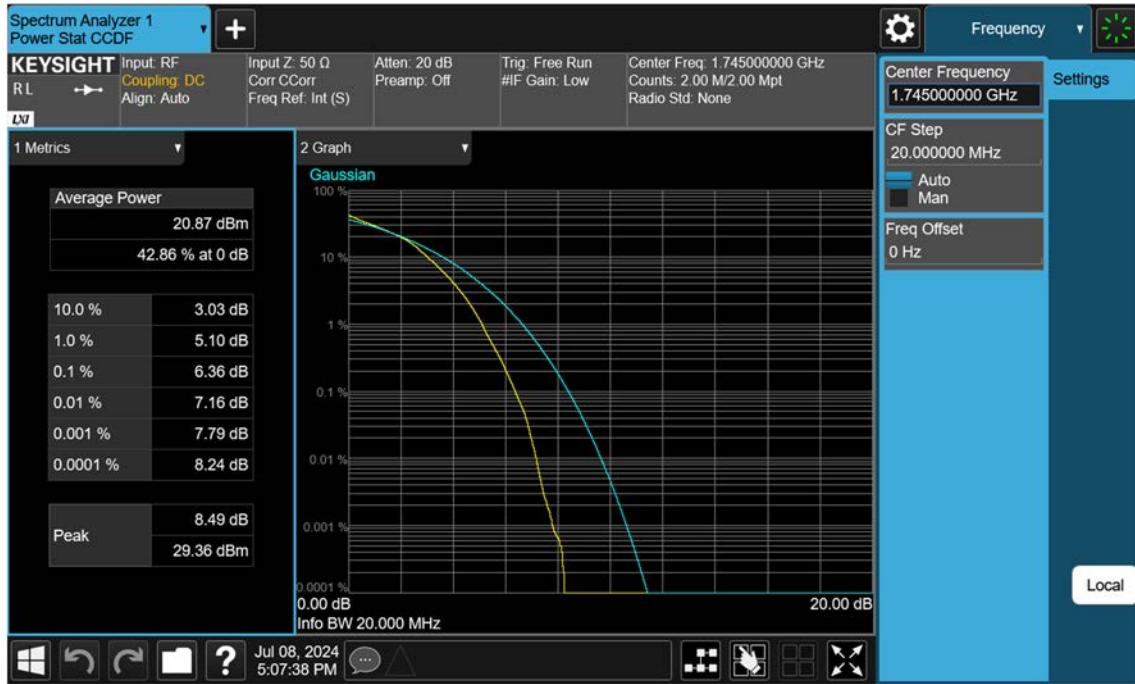 Spectrum Analyzer 1
Power Stat CCDF
+
Frequency
KEYSIGHT
RL
LXI
Input: RF
Coupling: DC
Align: Auto
Input Z: 50 Ω
Corr CCorr
Freq Ref: Int (S)
Atten: 20 dB
Preamp: Off
Trig: Free Run
#IF Gain: Low
Center Freq: 1.745000000 GHz
Counts: 2.00 M/2.00 Mpt
Radio Std: None
Center Frequency
1.745000000 GHz
Settings
CF Step
20.000000 MHz
Auto
Man
Freq Offset
0 Hz
Local
1 Metrics
Average Power
20.87 dBm
42.86 % at 0 dB
10.0 % 3.03 dB
1.0 % 5.10 dB
0.1 % 6.36 dB
0.01 % 7.16 dB
0.001 % 7.79 dB
0.0001 % 8.24 dB
Peak
8.49 dB
29.36 dBm
2 Graph
Gaussian
100 %
10 %
1 %
0.1 %
0.01 %
0.001 %
0.0001 %
0.00 dB 20.00 dB
Info BW 20.000 MHz
?
Jul 08, 2024
5:07:38 PM